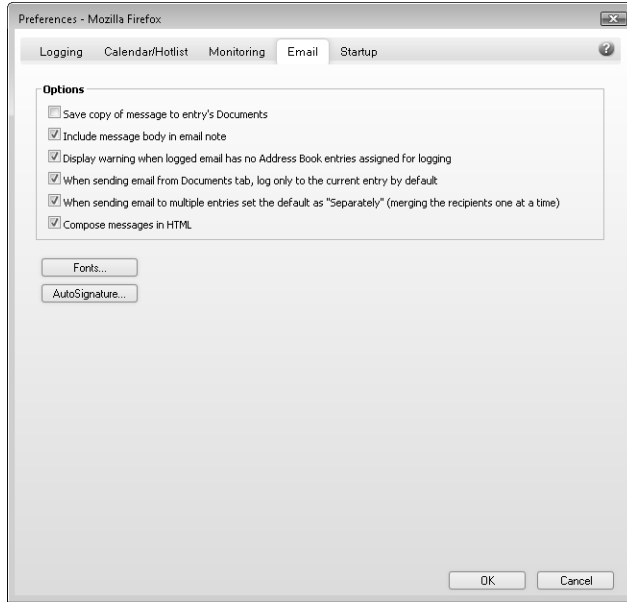 Preferences - Mozilla Firefox
Logging Calendar/Hotlist Monitoring Email Startup ?
Options
Save copy of message to entry's Documents
Include message body in email note
Display warning when logged email has no Address Book entries assigned for logging
When sending email from Documents tab, log only to the current entry by default
When sending email to multiple entries set the default as "Separately" (merging the recipients one at a time)
Compose messages in HTML
Fonts...
AutoSignature...
OK Cancel